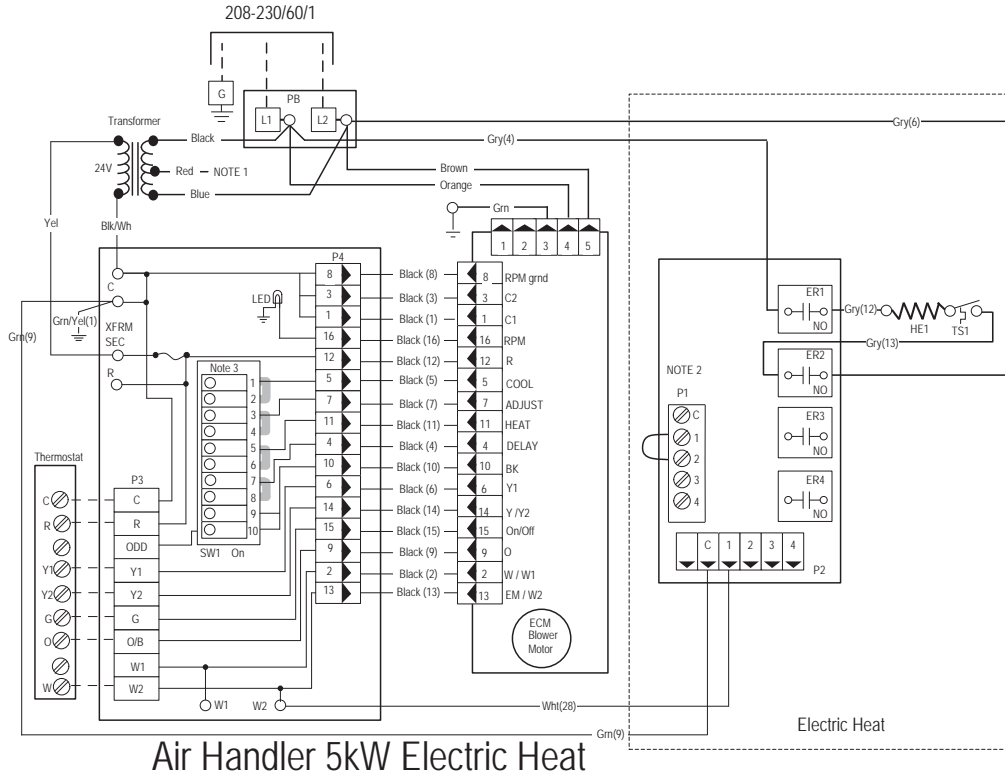 208-230/60/1
G
PB
L1
L2
Transformer
Black
24V
Red
NOTE 1
Blue
Gry(4)
Gry(6)
Brown
Orange
Grn
Yel
Blk/Wh
1 2 3 4 5
C
Grn/Yel(1)
Grn(9)
XFRM
SEC
R
LED
P4
8 Black (8) 8 RPM grnd
3 Black (3) 3 C2
1 Black (1) 1 C1
16 Black (16) 16 RPM
12 Black (12) 12 R
5 Black (5) 5 COOL
7 Black (7) 7 ADJUST
11 Black (11) 11 HEAT
4 Black (4) 4 DELAY
10 Black (10) 10 BK
6 Black (6) 6 Y1
14 Black (14) 14 Y /Y2
15 Black (15) 15 On/Off
9 Black (9) 9 O
2 Black (2) 2 W / W1
13 Black (13) 13 EM / W2
Note 3
1
2
3
4
5
6
7
8
9
10
SW1 On
Thermostat
P3
C C
R R
ODD
Y1 Y1
Y2 Y2
G G
O O/B
W1
W W2
W1
W2
ECM
Blower
Motor
Wht(28)
Grn(9)
ER1
NO
Gry(12)
HE1
TS1
Gry(13)
ER2
NO
ER3
NO
ER4
NO
NOTE 2
P1
C
1
2
3
4
C 1 2 3 4
P2
Electric Heat
Air Handler 5kW Electric Heat